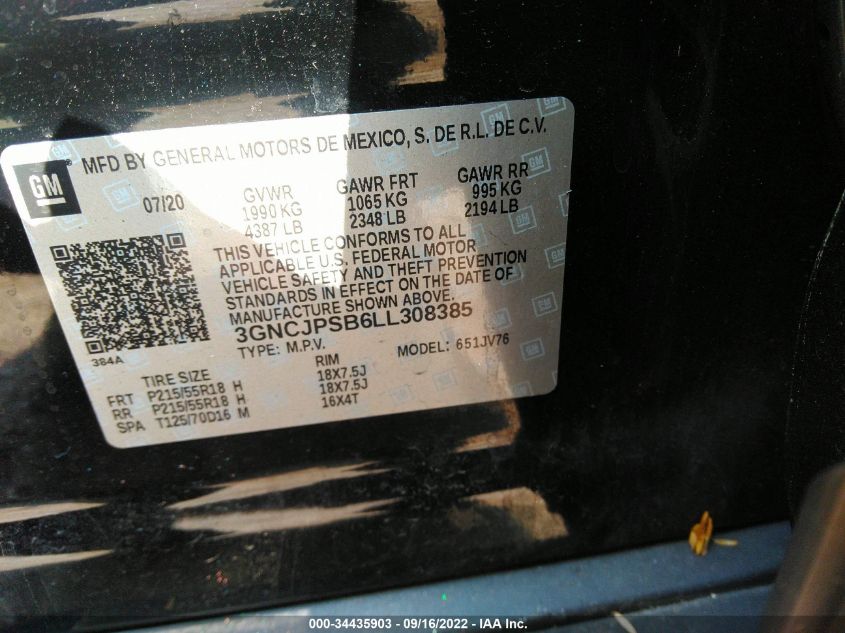 MFD BY GENERAL MOTORS DE MEXICO, S. DE R.L. DE C.V.
GM
07/20 GVWR GAWR FRT GAWR RR
1990 KG 1065 KG 995 KG
4387 LB 2348 LB 2194 LB
THIS VEHICLE CONFORMS TO ALL
APPLICABLE U.S. FEDERAL MOTOR
VEHICLE SAFETY AND THEFT PREVENTION
STANDARDS IN EFFECT ON THE DATE OF
MANUFACTURE SHOWN ABOVE.
3GNCJPSB6LL308385
384A TYPE: M.P.V. MODEL: 651JV76
TIRE SIZE RIM
FRT P215/55R18 H 18X7.5J
RR P215/55R18 H 18X7.5J
SPA T125/70D16 M 16X4T
000-34435903 - 09/16/2022 - IAA Inc.